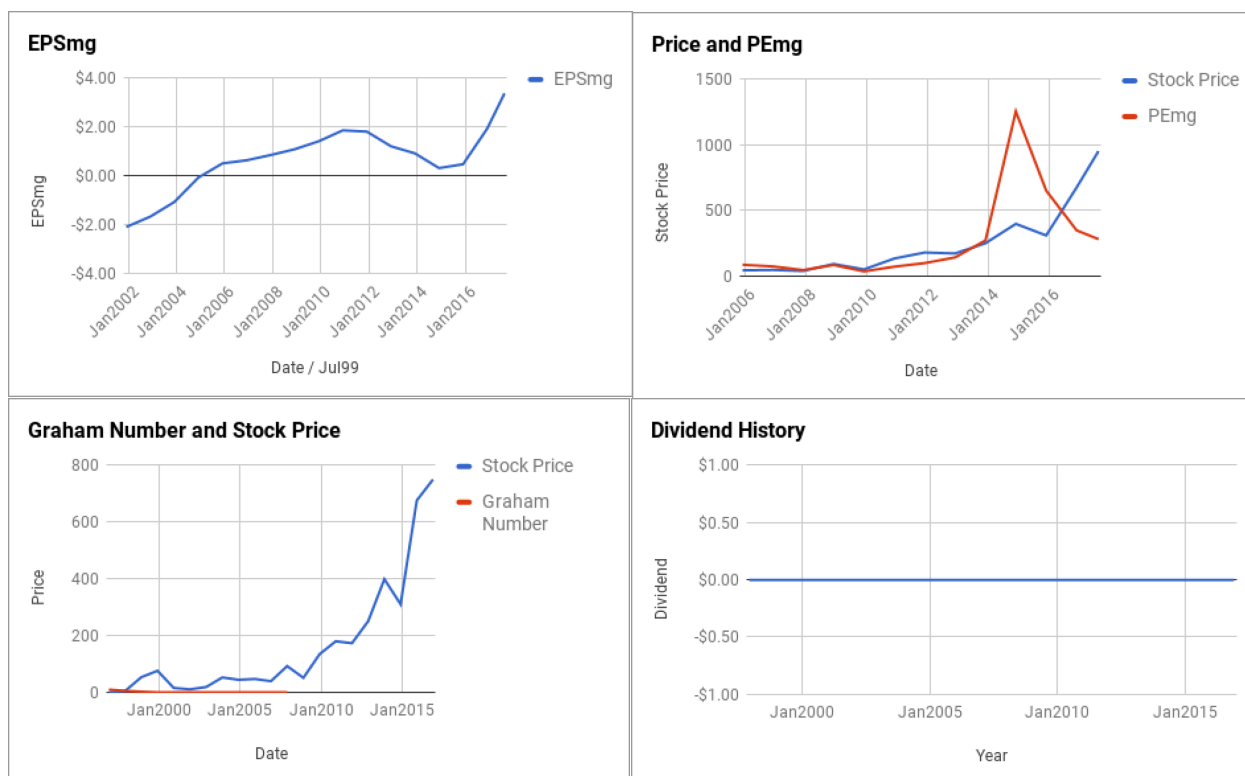 EPSmg
EPSmg
$4.00
$2.00
$0.00
-$2.00
-$4.00
EPSmg
Jan2002
Jan2004
Jan2006
Jan2008
Jan2010
Jan2012
Jan2014
Jan2016
Date / Jul99
Price and PEmg
Stock Price
PEmg
1500
1000
500
0
Stock Price
Jan2006
Jan2008
Jan2010
Jan2012
Jan2014
Jan2016
Date
Graham Number and Stock Price
Stock Price
Graham
Number
800
600
400
200
0
Price
Jan2000
Jan2005
Jan2010
Jan2015
Date
Dividend History
$1.00
$0.50
$0.00
-$0.50
-$1.00
Dividend
Jan2000
Jan2005
Jan2010
Jan2015
Year